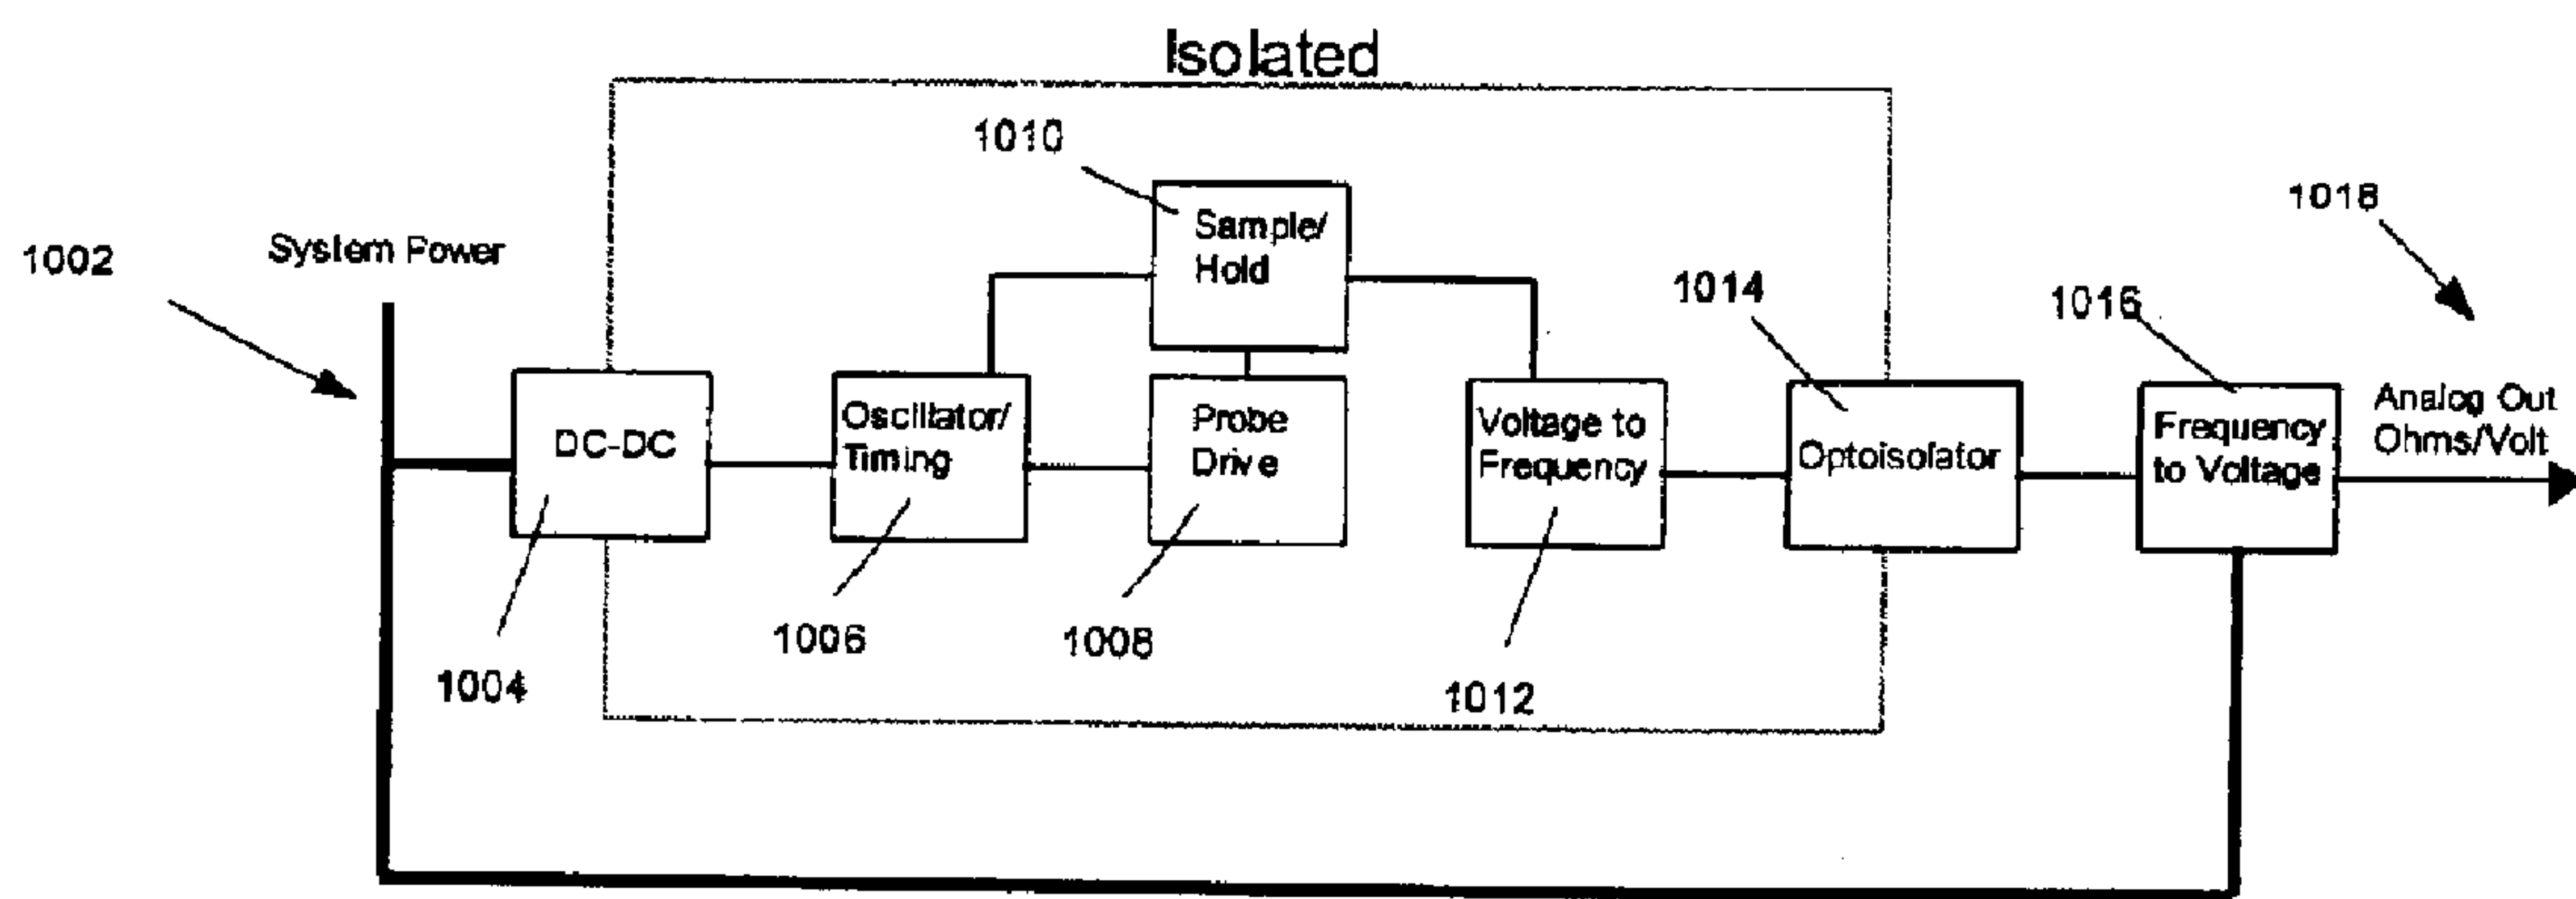 Isolated
1010
Sample/
Hold
1018
1002
System Power
1014
1016
DC-DC
Oscillator/
Timing
Probe
Drive
Voltage to
Frequency
Optoisolator
Frequency
to Voltage
Analog Out
Ohms/Volt
1004
1006
1008
1012